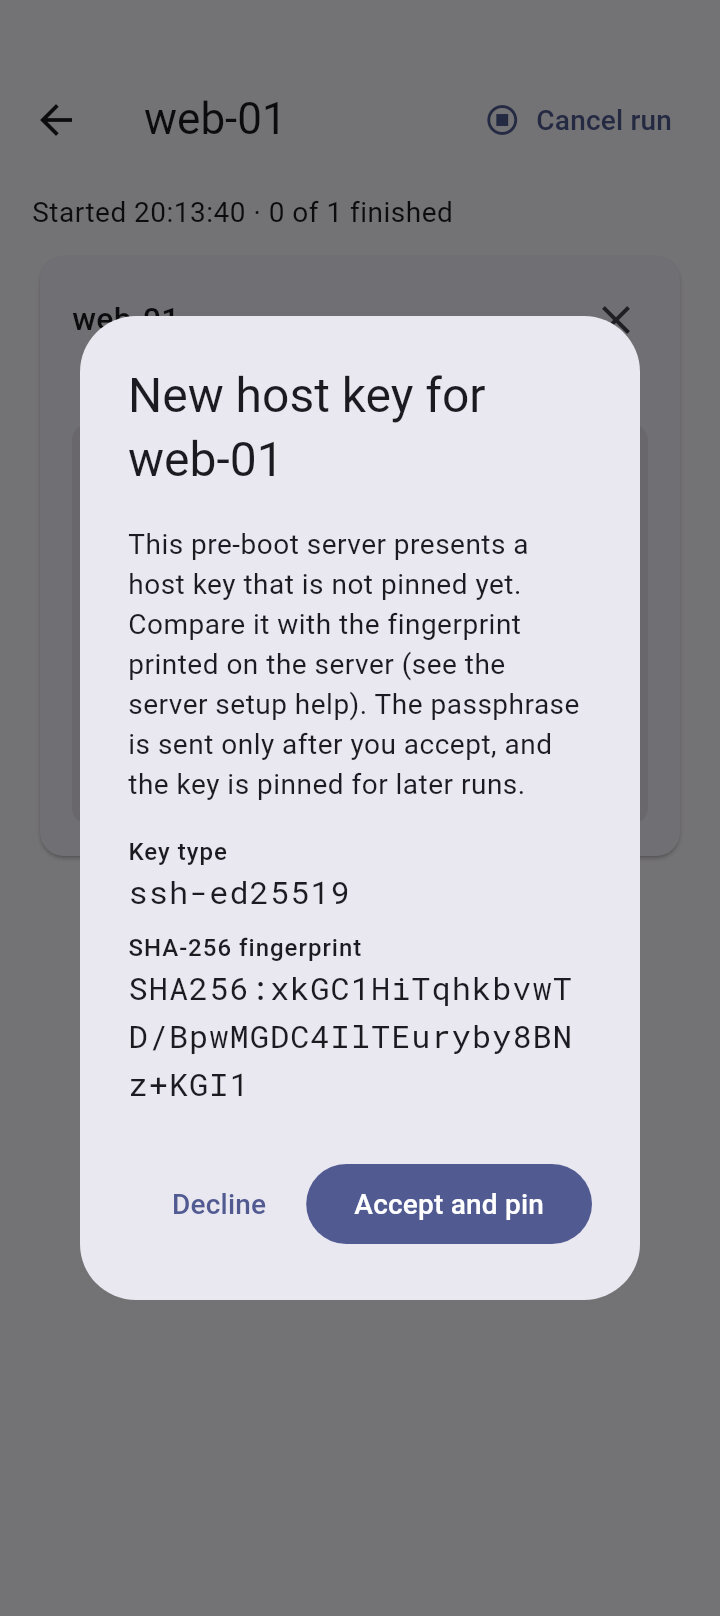 web-01
Cancel run
Started 20:13:40 · 0 of 1 finished
web-01
New host key for
web-01
This pre-boot server presents a
host key that is not pinned yet.
Compare it with the fingerprint
printed on the server (see the
server setup help). The passphrase
is sent only after you accept, and
the key is pinned for later runs.
Key type
ssh-ed25519
SHA-256 fingerprint
SHA256:xkGC1HiTqhkbvwT
D/BpwMGDC4IlTEuryby8BN
z+KGI1
Decline
Accept and pin